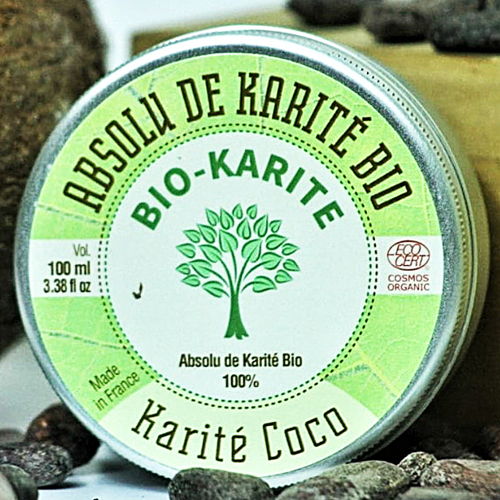 ABSOLU DE KARITÉ BIO
BIO-KARITE
Vol.
100 ml
3.38 fl oz
ECO
CERT
COSMOS
ORGANIC
Absolu de Karité Bio
100%
Made
in France
Karité Coco